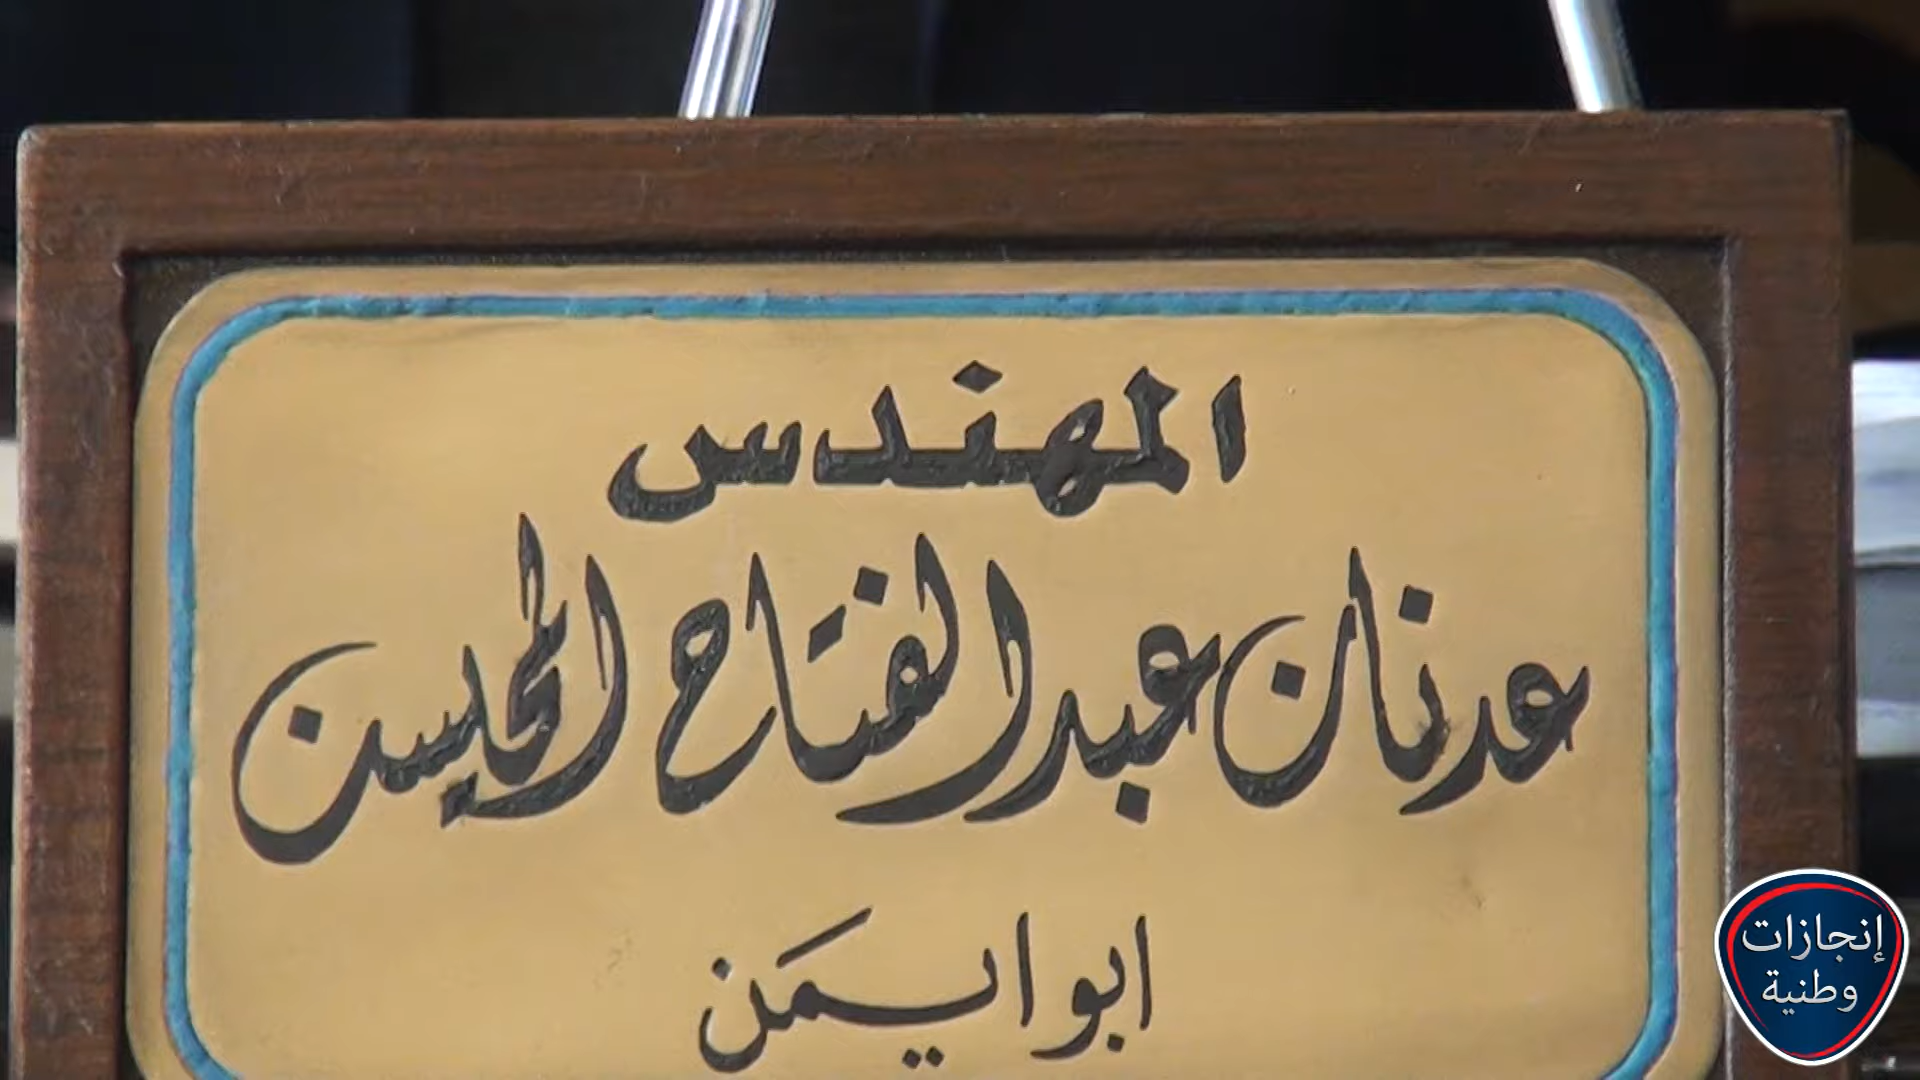 المهندس
عدنان عبد الفتاح المحيسن
ابو ايمن
إنجازات
وطنية